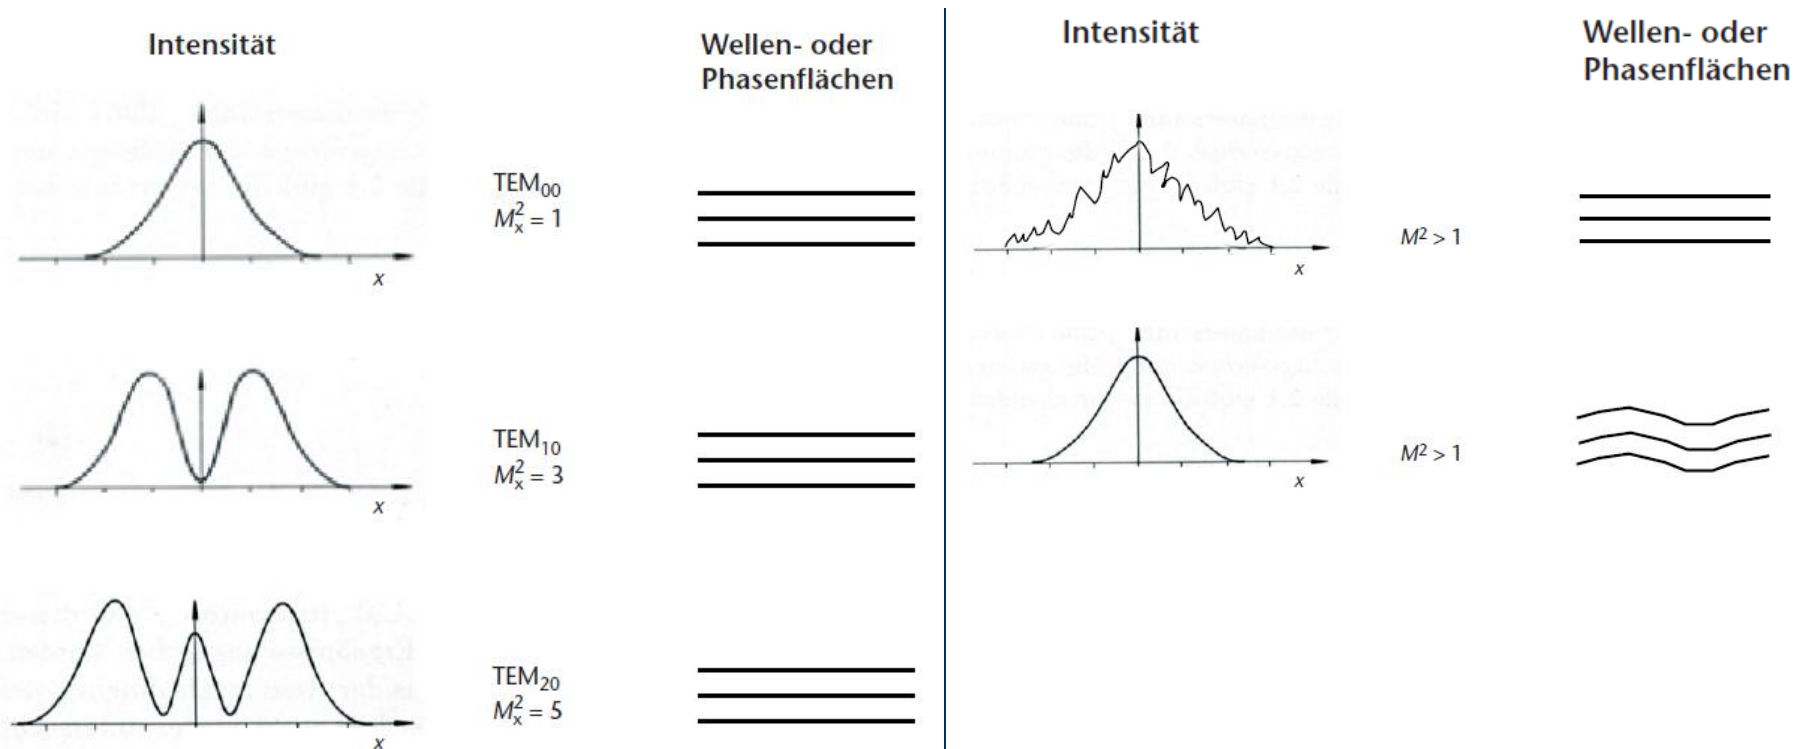 Intensität
Wellen- oder
Phasenflächen
TEM₀₀
M²ₓ = 1
x
TEM₁₀
M²ₓ = 3
x
TEM₂₀
M²ₓ = 5
x
Intensität
Wellen- oder
Phasenflächen
M² > 1
x
M² > 1
x